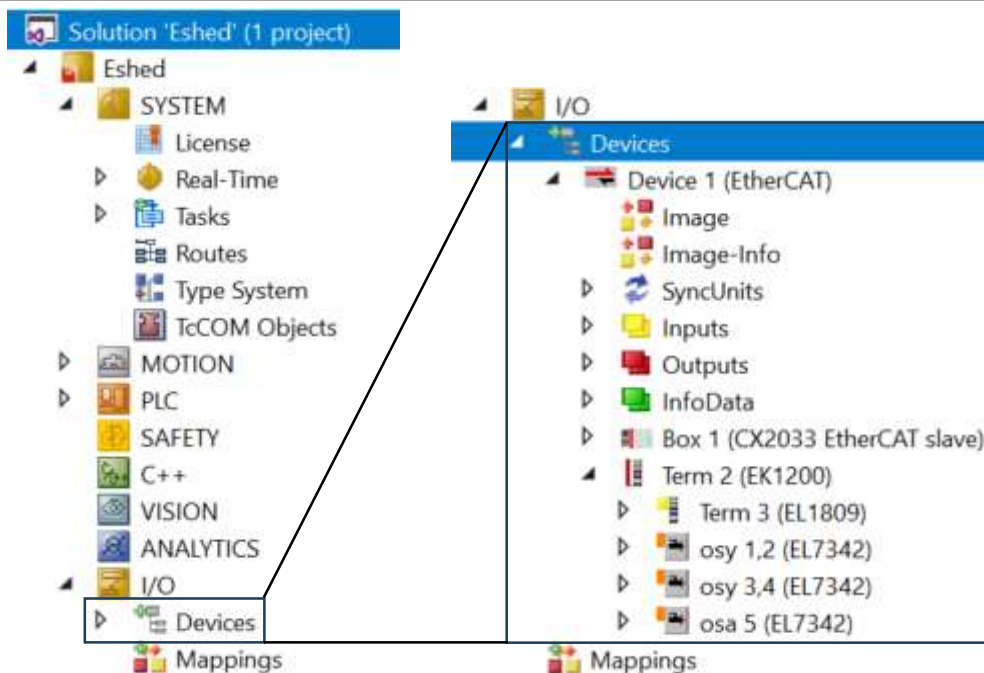 Solution 'Eshed' (1 project)
Eshed
SYSTEM
License
Real-Time
Tasks
Routes
Type System
TcCOM Objects
MOTION
PLC
SAFETY
C++
VISION
ANALYTICS
I/O
Devices
Mappings
I/O
Devices
Device 1 (EtherCAT)
Image
Image-Info
SyncUnits
Inputs
Outputs
InfoData
Box 1 (CX2033 EtherCAT slave)
Term 2 (EK1200)
Term 3 (EL1809)
osy 1,2 (EL7342)
osy 3,4 (EL7342)
osa 5 (EL7342)
Mappings